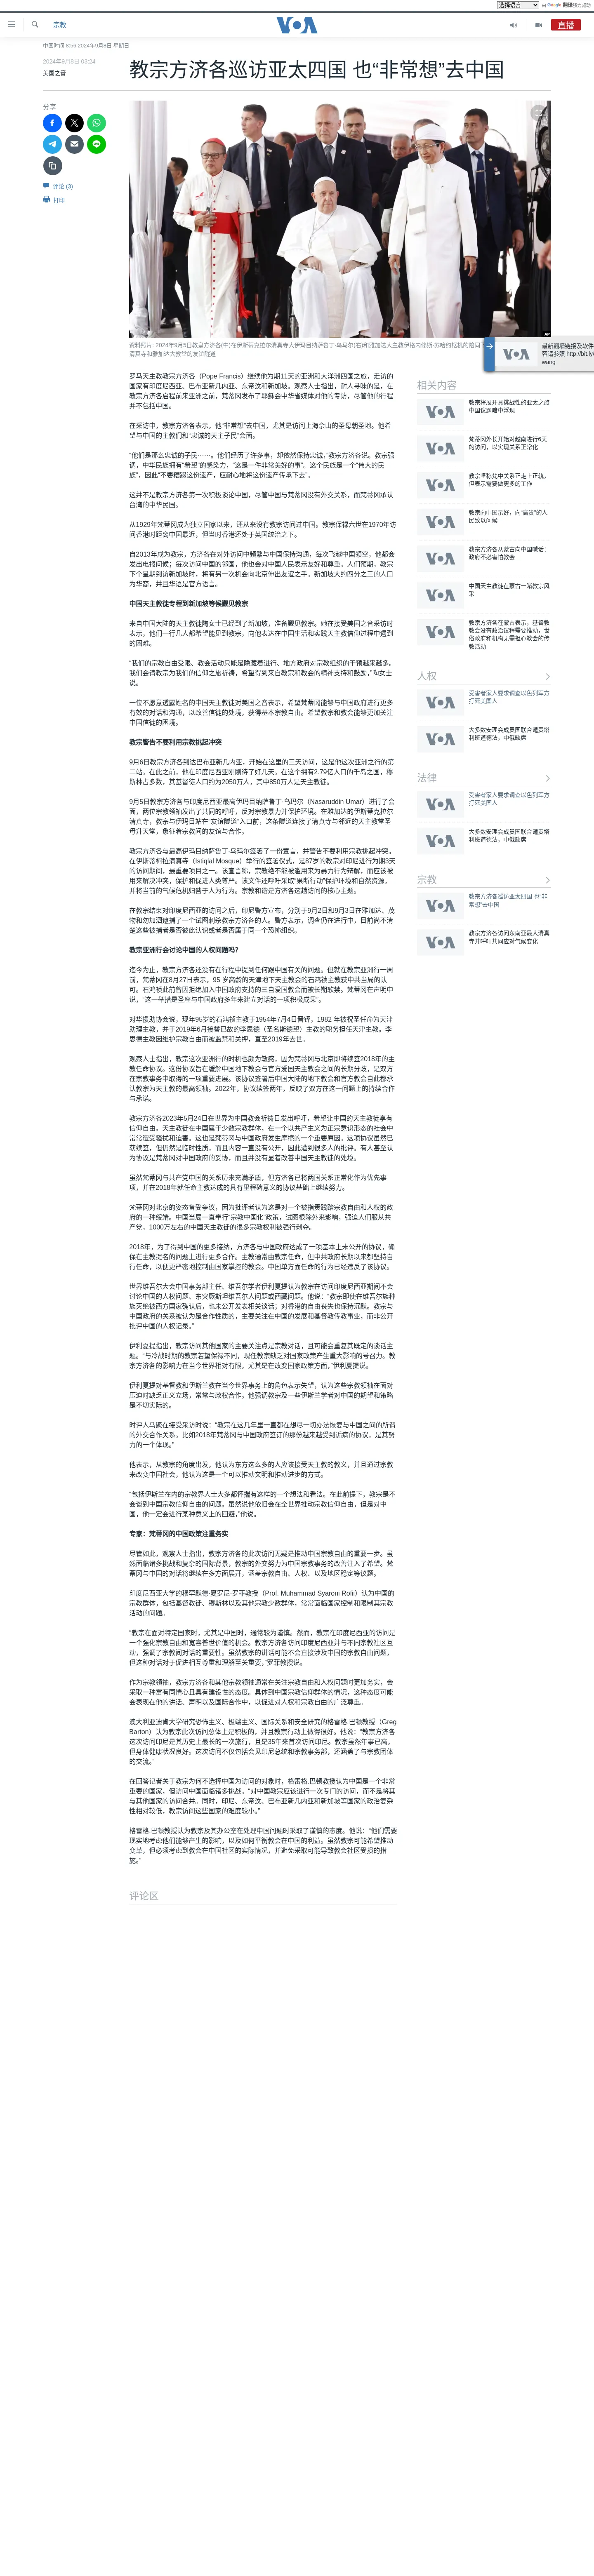 选择语言 由 Google 翻译强力驱动
宗教
VOA
直播
中国时间 6:56 2024年9月8日 星期日
2024年9月8日 03:24
美国之音
教宗方济各巡访亚太四国 也“非常想”去中国
分享
评论 (3)
打印
AP
资料照片: 2024年9月5日教皇方济各(中)在伊斯蒂克拉尔清真寺大伊玛目纳萨鲁丁·马马尔(右)和雅加达大主教伊格内修斯·苏哈约枢机的陪同下
清真寺和雅加达大教堂的友谊隧道
最新翻墙链接及软件
容请参照 http://bit.ly/
wang
罗马天主教教宗方济各（Pope Francis）继续他为期11天的亚洲和大洋洲四国之旅，走访的
国家有印度尼西亚、巴布亚新几内亚、东帝汶和新加坡。观察人士指出，耐人寻味的是，在
教宗方济各启程前来亚洲之前，梵蒂冈发布了耶稣会中华省媒体对他的专访，尽管他的行程
并不包括中国。
在采访中，教宗方济各表示，他“非常想”去中国，尤其是访问上海佘山的圣母朝圣地。他希
望与中国的主教们和“忠诚的天主子民”会面。
“他们是那么忠诚的子民⋯⋯。他们经历了许多事，却依然保持忠诚，”教宗方济各说。教宗强
调，中华民族拥有“希望”的感染力，“这是一件非常美好的事”。这个民族是一个“伟大的民
族”，因此“不要糟蹋这份遗产，应耐心地将这份遗产传承下去”。
这并不是教宗方济各第一次积极谈论中国，尽管中国与梵蒂冈没有外交关系，而梵蒂冈承认
台湾的中华民国。
从1929年梵蒂冈成为独立国家以来，还从来没有教宗访问过中国。教宗保禄六世在1970年访
问香港时距离中国最近，但当时香港还处于英国统治之下。
自2013年成为教宗，方济各在对外访问中频繁与中国保持沟通，每次飞越中国领空，他都会
发出电报问候；每次访问中国的邻国，他也会对中国人民表示友好和尊重。人们预期，教宗
下个星期到访新加坡时，将有另一次机会向北京伸出友谊之手。新加坡大约四分之三的人口
为华裔，并且华语是官方语言。
中国天主教徒专程到新加坡等候觐见教宗
来自中国大陆的天主教徒陶女士已经到了新加坡，准备觐见教宗。她在接受美国之音采访时
表示，他们一行几人都希望能见到教宗，向他表达在中国生活和实践天主教信仰过程中遇到
的困难。
“我们的宗教自由受限、教会活动只能是隐藏着进行、地方政府对宗教组织的干预越来越多。
我们会请教宗为我们的信仰之旅祈祷，希望得到来自教宗和教会的精神支持和鼓励，”陶女士
说。
一位不愿意透露姓名的中国天主教徒对美国之音表示，希望梵蒂冈能够与中国政府进行更多
有效的对话和沟通，以改善信徒的处境，获得基本宗教自由。希望教宗和教会能够更加关注
中国信徒的困境。
教宗警告不要利用宗教挑起冲突
9月6日教宗方济各到达巴布亚新几内亚，开始在这里的三天访问，这是他这次亚洲之行的第
二站。在此之前，他在印度尼西亚刚刚待了好几天。在这个拥有2.79亿人口的千岛之国，穆
斯林占多数，其基督徒人口约为2050万人，其中850万人是天主教徒。
9月5日教宗方济各与印度尼西亚最高伊玛目纳萨鲁丁·乌玛尔（Nasaruddin Umar）进行了会
面，两位宗教领袖发出了共同的呼吁，反对宗教暴力并保护环境。在雅加达的伊斯蒂克拉尔
清真寺，教宗与伊玛目站在“友谊隧道”入口前，这条隧道连接了清真寺与邻近的天主教堂圣
母升天堂，象征着宗教间的友谊与合作。
教宗方济各与最高伊玛目纳萨鲁丁·乌玛尔签署了一份宣言，并警告不要利用宗教挑起冲突。
在伊斯蒂柯拉清真寺（Istiqlal Mosque）举行的签署仪式，是87岁的教宗对印尼进行为期3天
的访问期间，最重要项目之一。该宣言称，宗教绝不能被滥用来为暴力行为辩解，而应该被
用来解决冲突，保护和促进人类尊严。该文件还呼吁采取“果断行动”保护环境和自然资源，
并将当前的气候危机归咎于人为行为。宗教和谐是方济各这趟访问的核心主题。
在教宗结束对印度尼西亚的访问之后，印尼警方宣布，分别于9月2日和9月3日在雅加达、茂
物和勿加泗逮捕了一个试图刺杀教宗方济各的人。警方表示，调查仍在进行中，目前尚不清
楚这些被捕者是否彼此认识或者是否属于同一个恐怖组织。
教宗亚洲行会讨论中国的人权问题吗?
迄今为止，教宗方济各还没有在行程中提到任何跟中国有关的问题。但就在教宗亚洲行一周
前，梵蒂冈在8月27日表示，95 岁高龄的天津地下天主教会的石鸿祯主教获中共当局的认
可。石鸿祯此前曾因拒绝加入中国政府支持的三自爱国教会而被长期软禁。梵蒂冈在声明中
说，“这一举措是圣座与中国政府多年来建立对话的一项积极成果”。
对华援助协会说，现年95岁的石鸿祯主教于1954年7月4日晋铎，1982 年被祝圣任命为天津
助理主教，并于2019年6月接替已故的李思德（圣名斯德望）主教的职务担任天津主教。李
思德主教因维护宗教自由而被监禁和关押，直至2019年去世。
观察人士指出，教宗这次亚洲行的时机也颇为敏感，因为梵蒂冈与北京即将续签2018年的主
教任命协议。这份协议旨在缓解中国地下教会与官方爱国天主教会之间的长期分歧，是双方
在宗教事务中取得的一项重要进展。该协议签署后中国大陆的地下教会和官方教会自此都承
认教宗为天主教的最高领袖。2022年，协议续签两年，反映了双方在这一问题上的持续合作
与承诺。
教宗方济各2023年5月24日在世界为中国教会祈祷日发出呼吁，希望让中国的天主教徒享有
信仰自由。天主教徒在中国属于少数宗教群体，在一个以共产主义为正宗意识形态的社会中
常常遭受骚扰和迫害。这也是梵蒂冈与中国政府发生摩擦的一个重要原因。这项协议虽然已
获续签，但仍然是临时性质，而且内容一直没有公开，因此遭到很多人的批评。有人甚至认
为协议是梵蒂冈对中国政府的妥协，而且并没有显着改善中国天主教徒的处境。
虽然梵蒂冈与共产党中国的关系历来充满矛盾，但方济各已将两国关系正常化作为优先事
项，并在2018年就任命主教达成的具有里程碑意义的协议基础上继续努力。
梵蒂冈对北京的姿态备受争议，因为批评者认为这是对一个被指责践踏宗教自由和人权的政
府的一种绥靖。中国当局一直奉行“宗教中国化”政策，试图根除外来影响，强迫人们服从共
产党，1000万左右的中国天主教徒的很多宗教权利被强行剥夺。
2018年，为了得到中国的更多接纳，方济各与中国政府达成了一项基本上未公开的协议，确
保在主教提名的问题上进行更多合作。主教通常由教宗任命，但中共政府长期以来都坚持自
行任命，以便更严密地控制由国家掌控的教会。中国单方面任命的行为已经违反了该协议。
世界维吾尔大会中国事务部主任、维吾尔学者伊利夏提认为教宗在访问印度尼西亚期间不会
讨论中国的人权问题、东突厥斯坦维吾尔人问题或西藏问题。他说：“教宗即使在维吾尔族种
族灭绝被西方国家确认后，也未公开发表相关谈话；对香港的自由丧失也保持沉默。教宗与
中国政府的关系被认为是合作性质的，主要关注在中国的发展和基督教传教事业，而非公开
批评中国的人权记录。”
伊利夏提指出，教宗访问其他国家的主要关注点是宗教对话，且可能会重复其既定的谈话主
题。“与冷战时期的教宗若望保禄不同，现任教宗缺乏对国家政策产生重大影响的号召力。教
宗方济各的影响力在当今世界相对有限，尤其是在改变国家政策方面，”伊利夏提说。
伊利夏提对基督教和伊斯兰教在当今世界事务上的角色表示失望，认为这些宗教领袖在面对
压迫时缺乏正义立场，常常与政权合作。他强调教宗及一些伊斯兰学者对中国的期望和策略
是不切实际的。
时评人马聚在接受采访时说：“教宗在这几年里一直都在想尽一切办法恢复与中国之间的所谓
的外交合作关系。比如2018年梵蒂冈与中国政府签订的那份越来越受到诟病的协议，是其努
力的一个体现。”
他表示，从教宗的角度出发，他认为东方这么多的人应该接受天主教的教义，并且通过宗教
来改变中国社会，他认为这是一个可以推动文明和推动进步的方式。
“包括伊斯兰在内的宗教界人士大多都怀揣有这样的一个想法和看法。在此前提下，教宗是不
会谈到中国宗教信仰自由的问题。虽然说他依旧会在全世界推动宗教信仰自由，但是对中
国，他一定会进行某种意义上的回避，”他说。
专家：梵蒂冈的中国政策注重务实
尽管如此，观察人士指出，教宗方济各的此次访问无疑是推动中国宗教自由的重要一步。虽
然面临诸多挑战和复杂的国际背景，教宗的外交努力为中国宗教事务的改善注入了希望。梵
蒂冈与中国的对话将继续在多方面展开，涵盖宗教自由、人权、以及地区稳定等议题。
印度尼西亚大学的穆罕默德·夏罗尼·罗菲教授（Prof. Muhammad Syaroni Rofii）认为中国的
宗教群体，包括基督教徒、穆斯林以及其他宗教少数群体，常常面临国家控制和限制其宗教
活动的问题。
“教宗在面对特定国家时，尤其是中国时，通常较为谨慎。然而，教宗在印度尼西亚的访问是
一个强化宗教自由和宽容普世价值的机会。教宗方济各访问印度尼西亚并与不同宗教社区互
动，强调了宗教间对话的重要性。虽然教宗的讲话可能不会直接涉及中国的宗教自由问题，
但这种对话对于促进相互尊重和理解至关重要，”罗菲教授说。
作为宗教领袖，教宗方济各和其他宗教领袖通常在关注宗教自由和人权问题时更加务实，会
采取一种富有同情心且具有建设性的态度。具体到中国宗教信仰群体的情况，这种态度可能
会表现在他的讲话、声明以及国际合作中，以促进对人权和宗教自由的广泛尊重。
澳大利亚迪肯大学研究恐怖主义、极端主义、国际关系和安全研究的格雷格.巴顿教授（Greg
Barton）认为教宗此次访问总体上是积极的，并且教宗行动上做得很好。他说：“教宗方济各
这次访问印尼是其历史上最长的一次旅行，且是35年来首次访问印尼。教宗虽然年事已高，
但身体健康状况良好。这次访问不仅包括会见印尼总统和宗教事务部，还涵盖了与宗教团体
的交流。”
在回答记者关于教宗为何不选择中国为访问的对象时，格雷格.巴顿教授认为中国是一个非常
重要的国家，但访问中国面临诸多挑战。“对中国教宗应该进行一次专门的访问，而不是将其
与其他国家的访问合并。同时，印尼、东帝汶、巴布亚新几内亚和新加坡等国家的政治复杂
性相对较低，教宗访问这些国家的难度较小。”
格雷格.巴顿教授认为教宗及其办公室在处理中国问题时采取了谨慎的态度。他说：“他们需要
现实地考虑他们能够产生的影响，以及如何平衡教会在中国的利益。虽然教宗可能希望推动
变革，但必须考虑到教会在中国社区的实际情况，并避免采取可能导致教会社区受损的措
施。”
评论区
相关内容
VOA
教宗将展开具挑战性的亚太之旅
中国议题暗中浮现
VOA
梵蒂冈外长开始对越南进行6天
的访问，以实现关系正常化
VOA
教宗坚称梵中关系正走上正轨，
但表示需要做更多的工作
VOA
教宗向中国示好，向“高贵”的人
民致以问候
VOA
教宗方济各从蒙古向中国喊话：
政府不必害怕教会
VOA
中国天主教徒在蒙古一睹教宗风
采
VOA
教宗方济各在蒙古表示，基督教
教会没有政治议程需要推动，世
俗政府和机构无需担心教会的传
教活动
人权
VOA
受害者家人要求调查以色列军方
打死美国人
VOA
大多数安理会成员国联合谴责塔
利班道德法，中俄缺席
法律
VOA
受害者家人要求调查以色列军方
打死美国人
VOA
大多数安理会成员国联合谴责塔
利班道德法，中俄缺席
宗教
VOA
教宗方济各巡访亚太四国 也“非
常想”去中国
VOA
教宗方济各访问东南亚最大清真
寺并呼吁共同应对气候变化